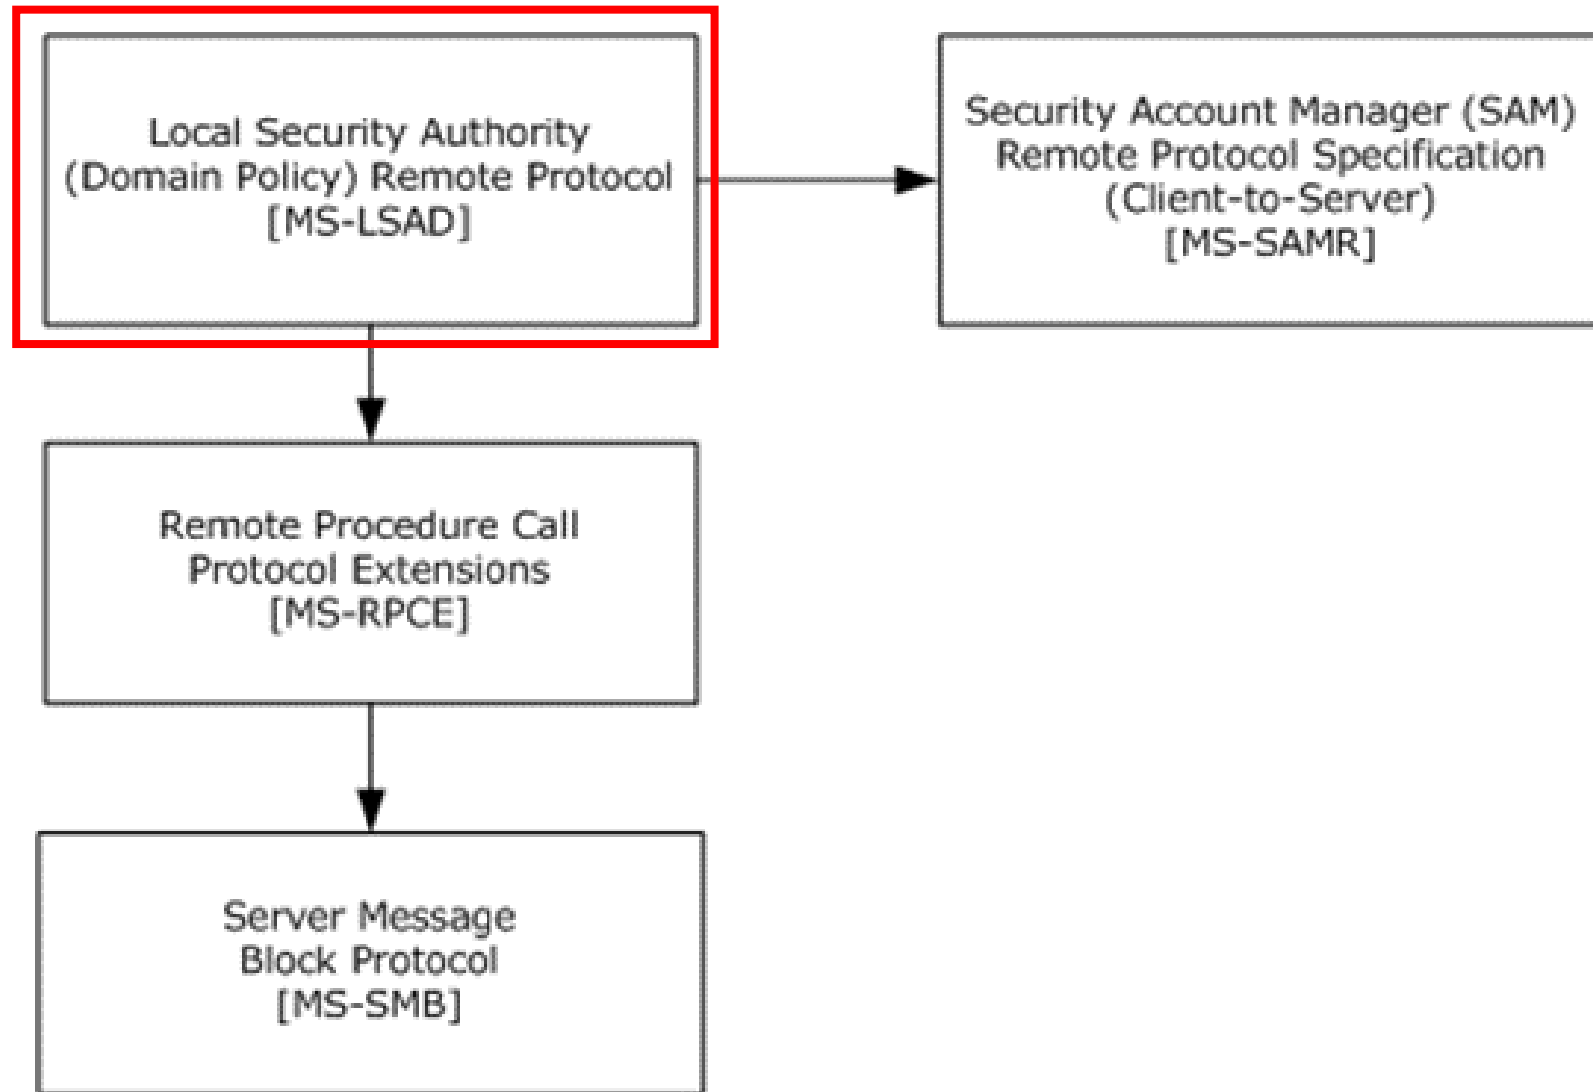 Local Security Authority
(Domain Policy) Remote Protocol
[MS-LSAD]
Security Account Manager (SAM)
Remote Protocol Specification
(Client-to-Server)
[MS-SAMR]
Remote Procedure Call
Protocol Extensions
[MS-RPCE]
Server Message
Block Protocol
[MS-SMB]